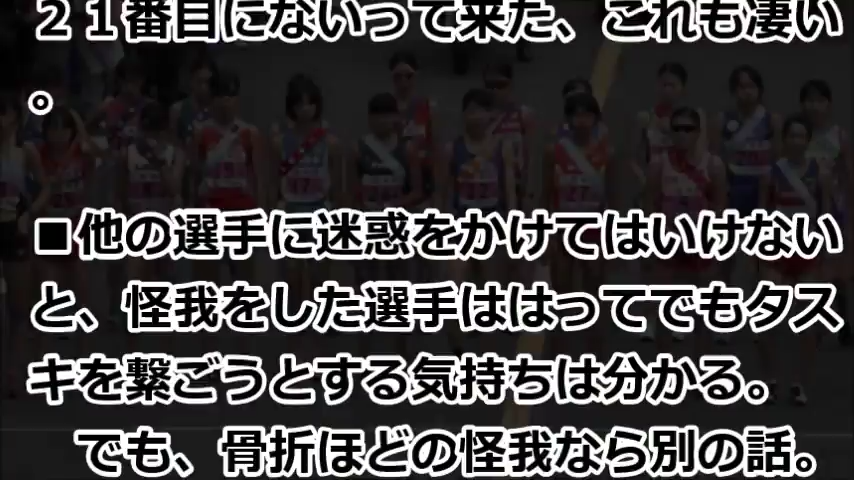 ２１番目にないって来た、これも凄い
。
■他の選手に迷惑をかけてはいけない
と、怪我をした選手ははってでもタス
キを繋ごうとする気持ちは分かる。
でも、骨折ほどの怪我なら別の話。